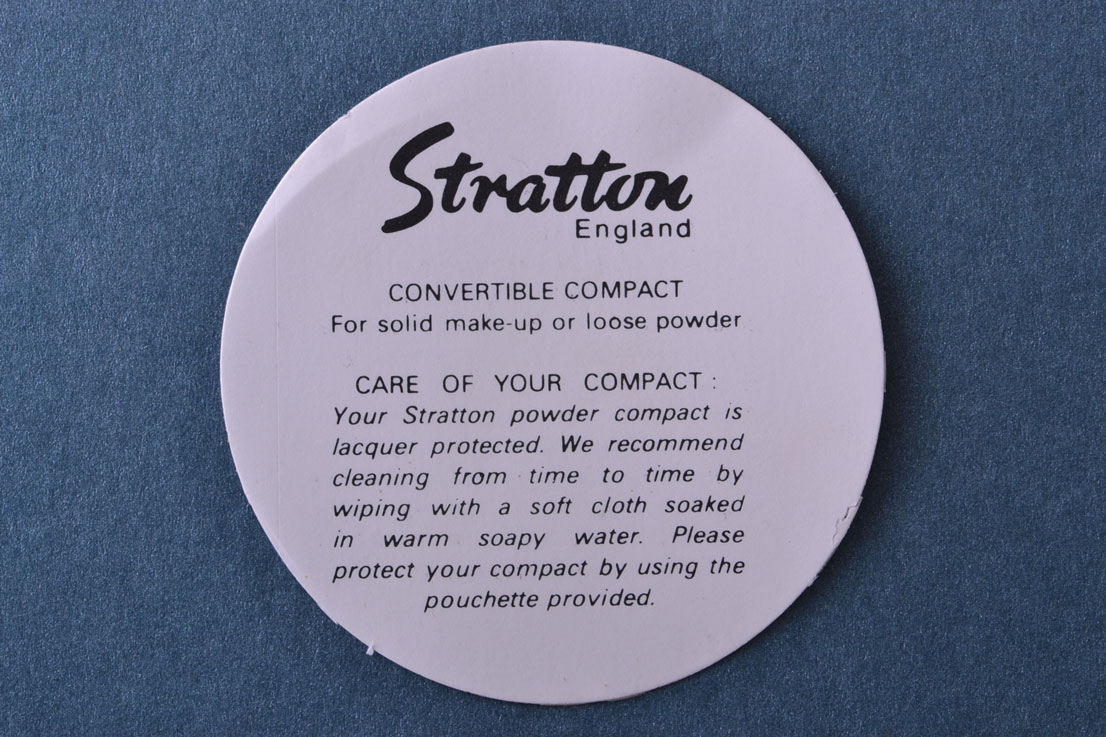 Stratton
England
CONVERTIBLE COMPACT
For solid make-up or loose powder
CARE OF YOUR COMPACT :
Your Stratton powder compact is
lacquer protected. We recommend
cleaning from time to time by
wiping with a soft cloth soaked
in warm soapy water. Please
protect your compact by using the
pouchette provided.